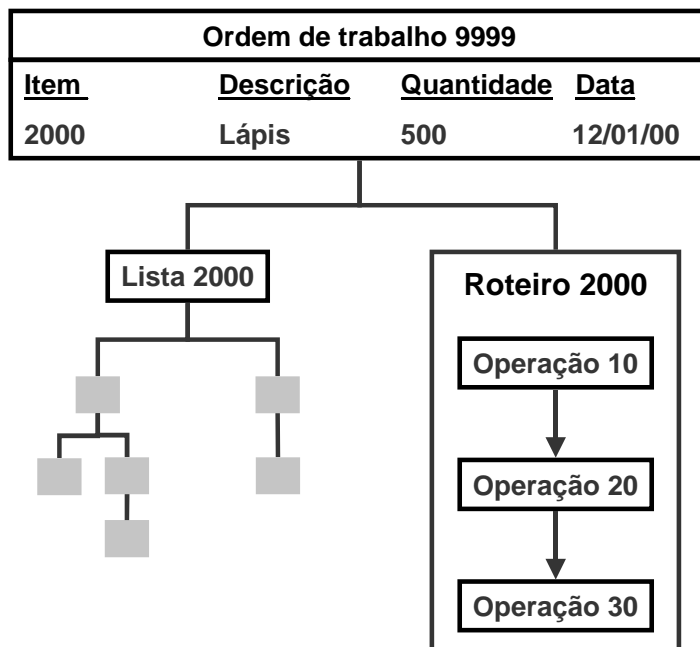 Ordem de trabalho 9999
Item Descrição Quantidade Data
2000 Lápis 500 12/01/00
Lista 2000
Roteiro 2000
Operação 10
Operação 20
Operação 30